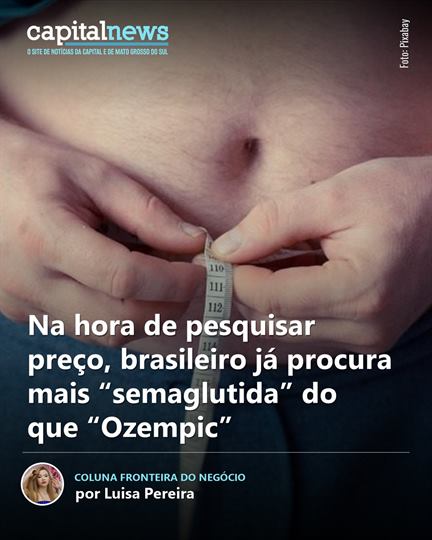 capitalnews
O SITE DE NOTÍCIAS DA CAPITAL E DE MATO GROSSO DO SUL
Foto: Pixabay
110
111
112
Na hora de pesquisar
preço, brasileiro já procura
mais “semaglutida” do
que “Ozempic”
COLUNA FRONTEIRA DO NEGÓCIO
por Luisa Pereira